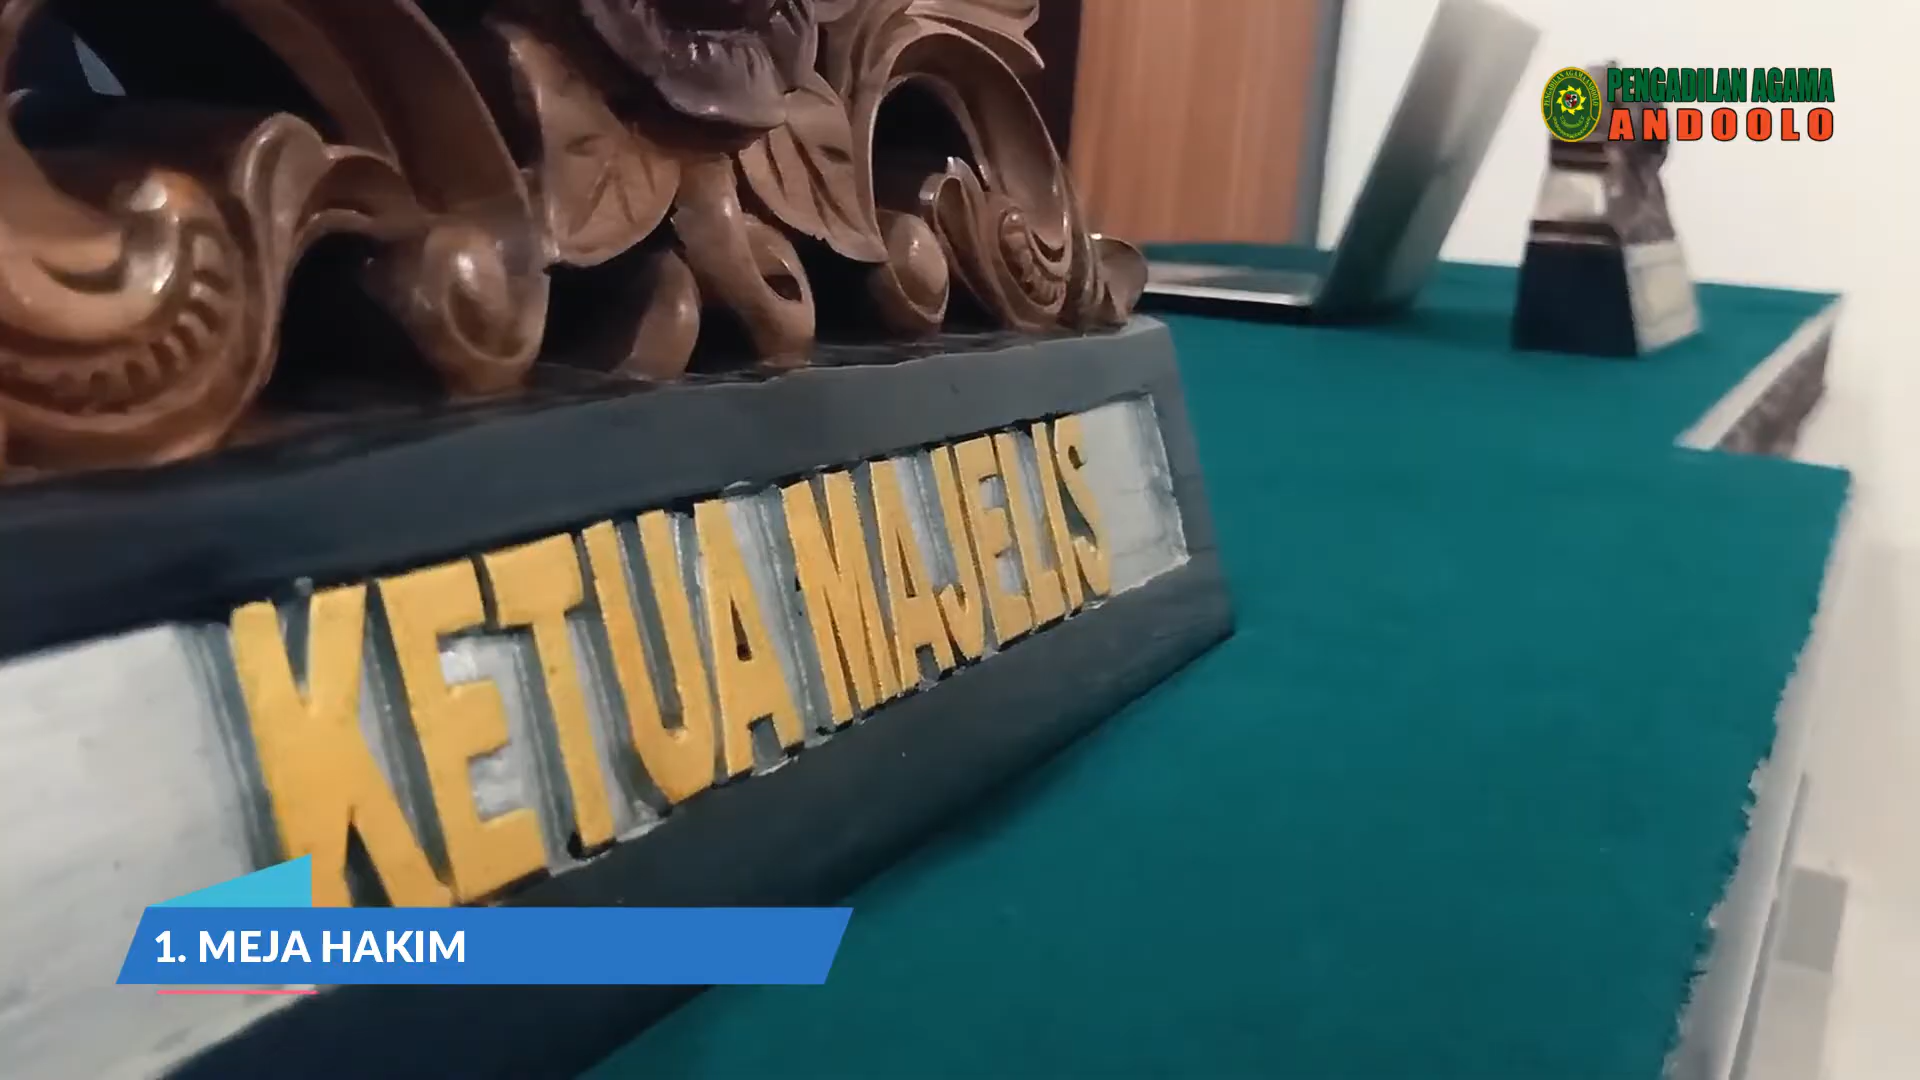 PENGADILAN AGAMA
ANDOOLO
KETUA MAJELIS
1. MEJA HAKIM